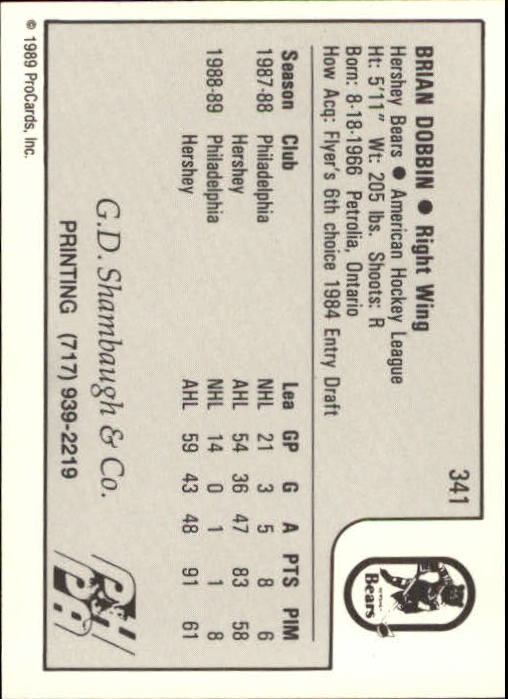 341
BRIAN DOBBIN ● Right Wing
Hershey Bears ● American Hockey League
Ht: 5'11" Wt: 205 lbs. Shoots: R
Born: 8-18-1966 Petrolia, Ontario
How Acq: Flyer's 6th choice 1984 Entry Draft
Season Club Lea GP G A PTS PIM
1987-88 Philadelphia NHL 21 3 5 8 6
Hershey AHL 54 36 47 83 58
1988-89 Philadelphia NHL 14 0 1 1 8
Hershey AHL 59 43 48 91 61
G.D. Shambaugh & Co.
PRINTING (717) 939-2219
Bears
© 1989 ProCards, Inc.